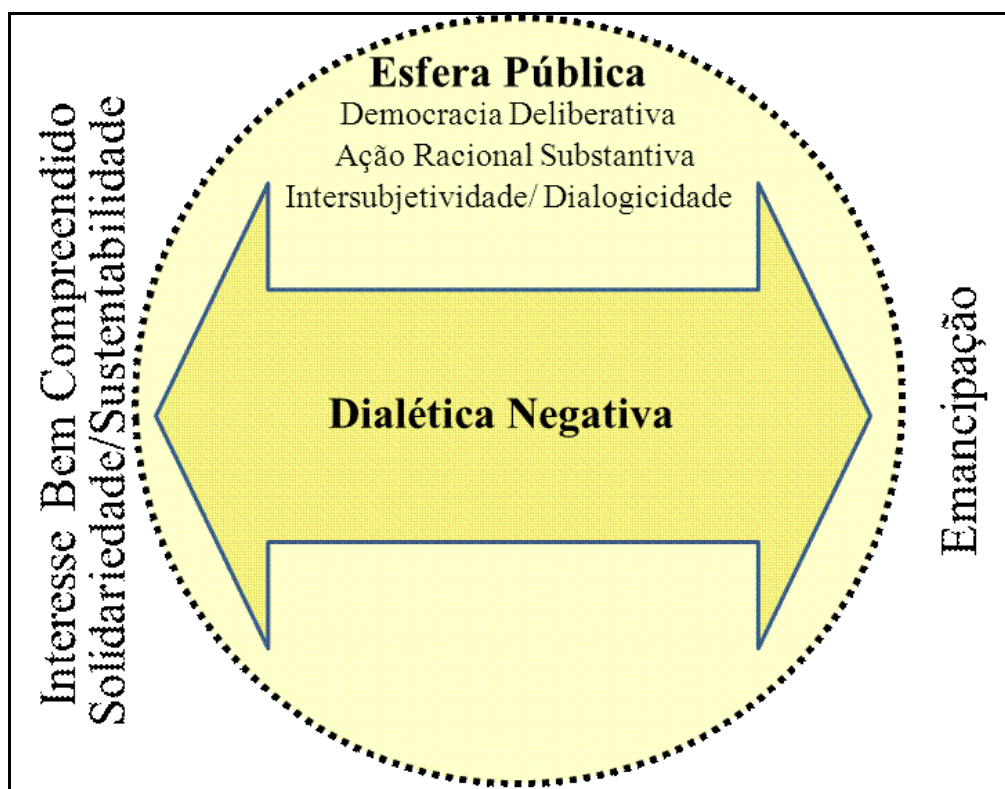 Esfera Pública
Democracia Deliberativa
Ação Racional Substantiva
Intersubjetividade/ Dialogicidade
Interesse Bem Compreendido
Solidariedade/Sustentabilidade
Dialética Negativa
Emancipação